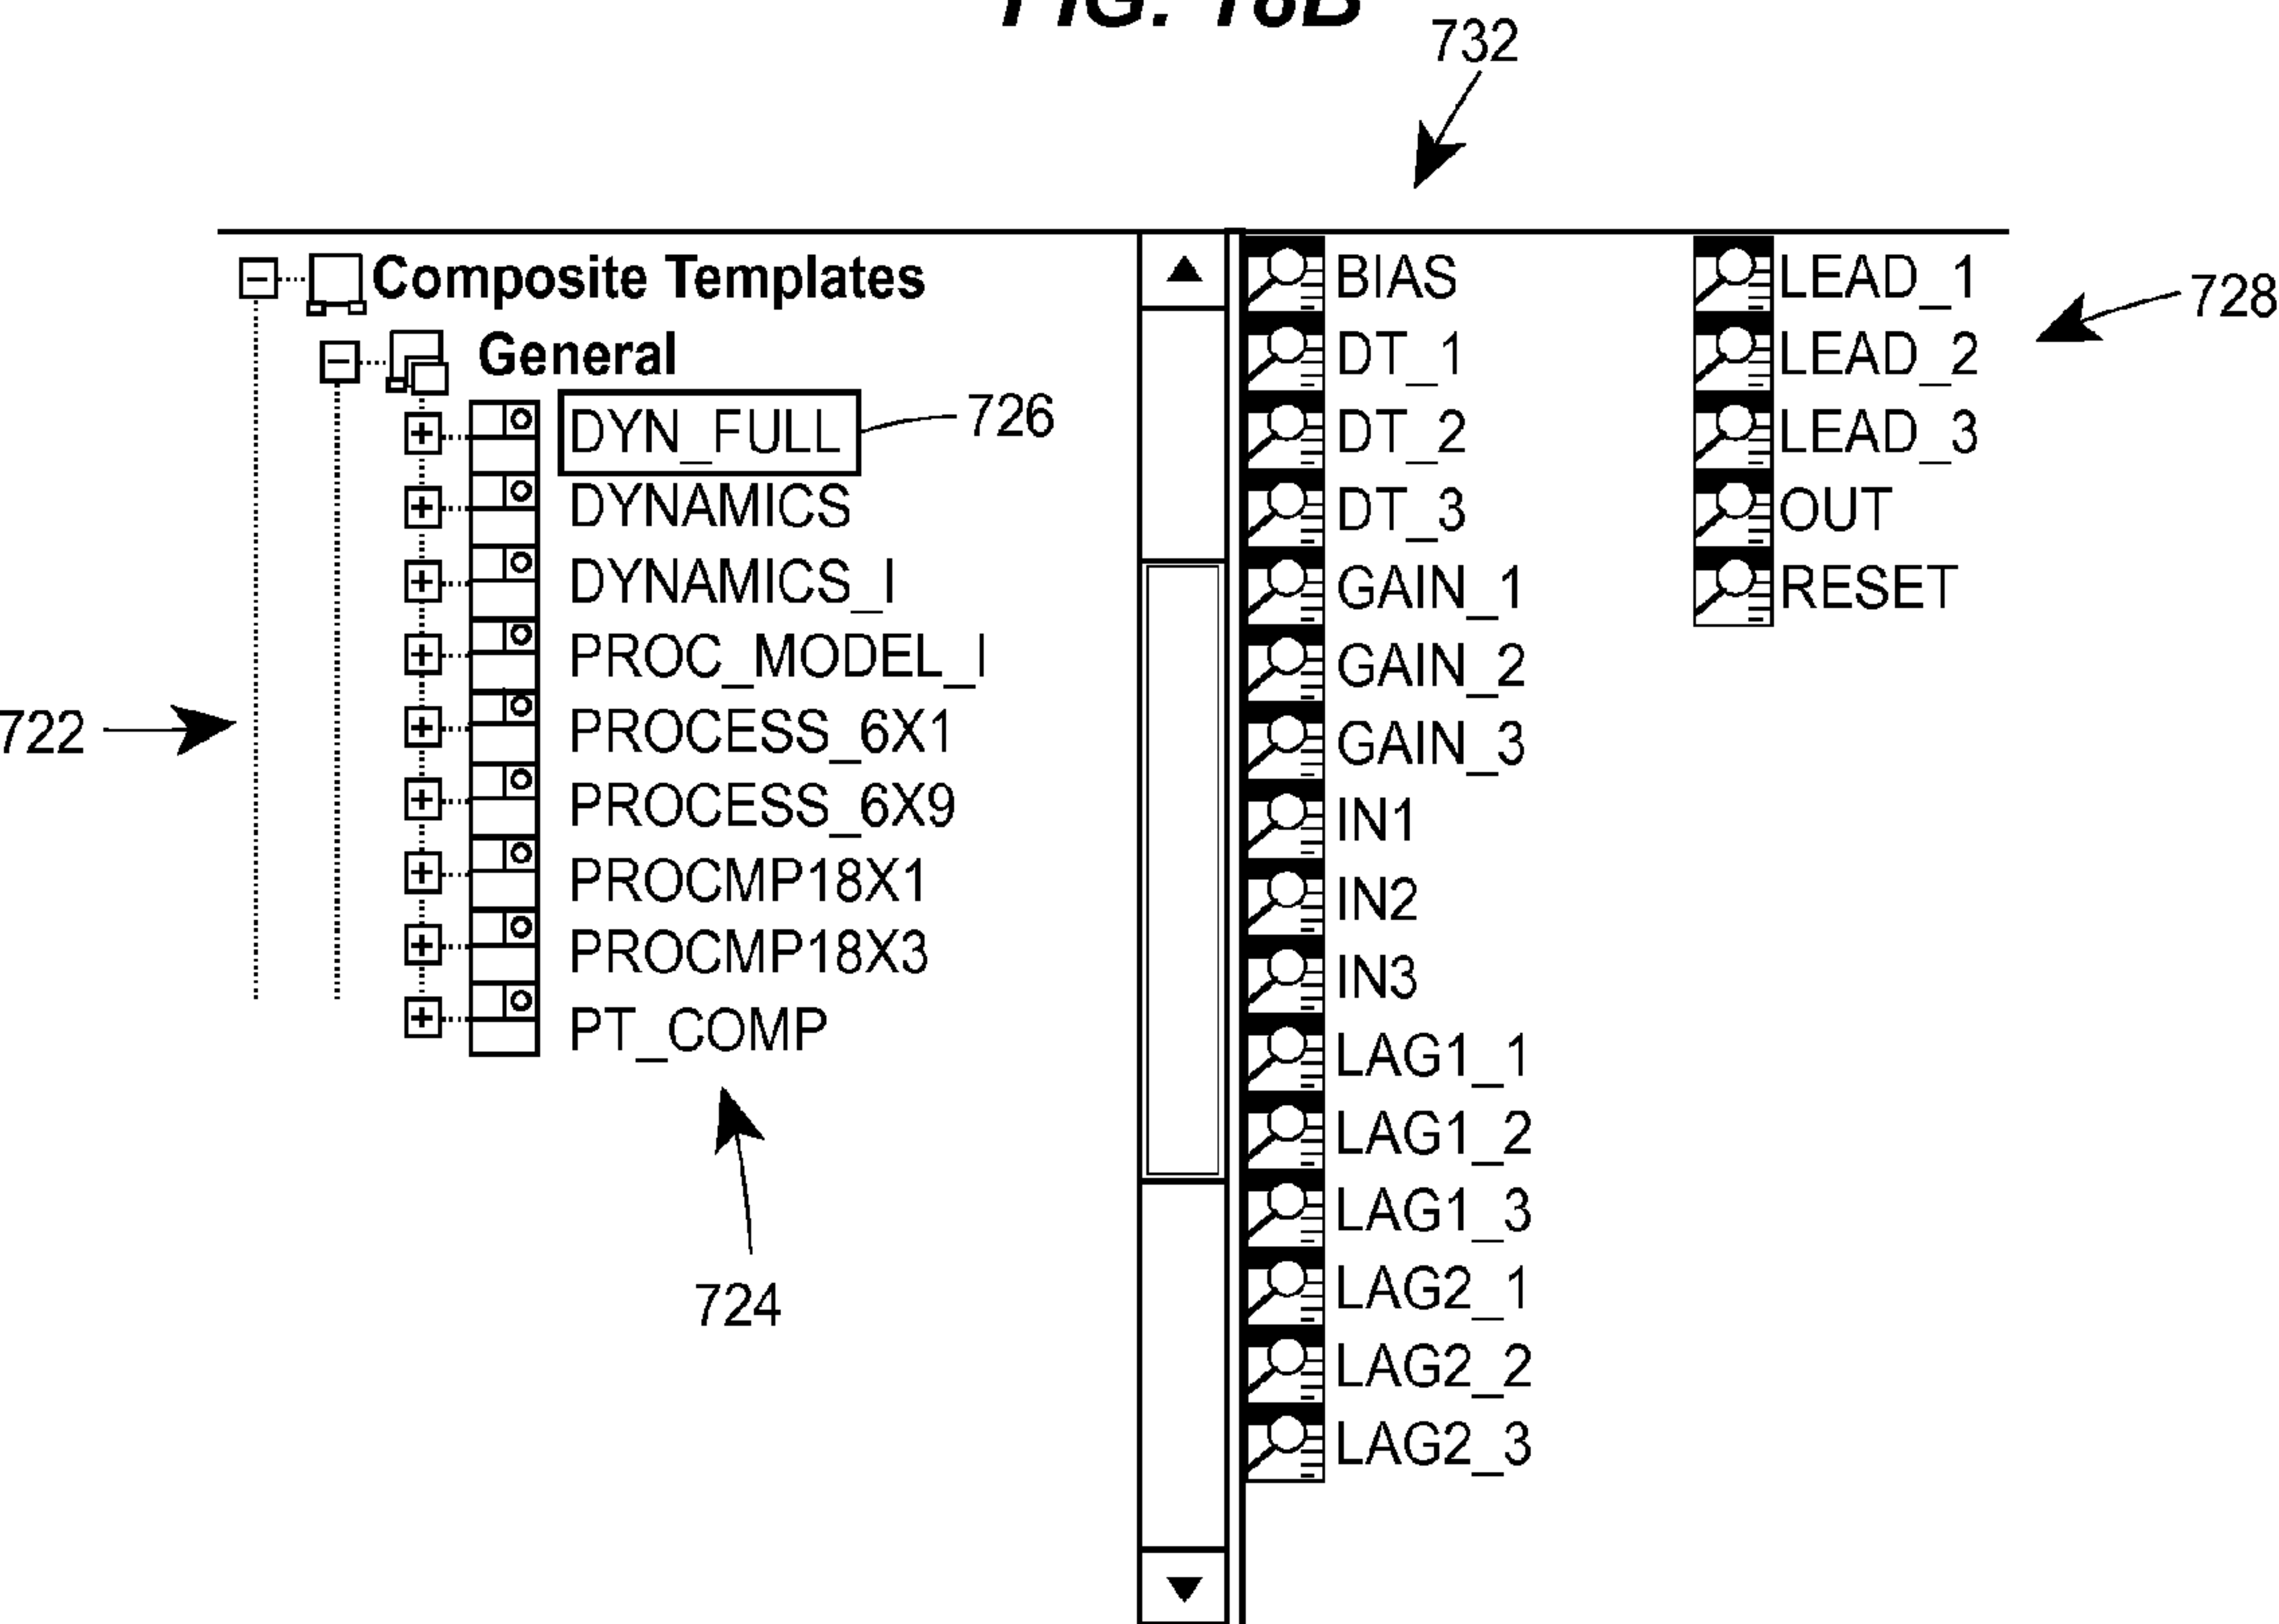 FIG.
732
Composite Templates
General
DYN_FULL
726
DYNAMICS
DYNAMICS_I
PROC_MODEL_I
PROCESS_6X1
722
PROCESS_6X9
PROCMP18X1
PROCMP18X3
PT_COMP
724
BIAS
DT_1
DT_2
DT_3
GAIN_1
GAIN_2
GAIN_3
IN1
IN2
IN3
LAG1_1
LAG1_2
LAG1_3
LAG2_1
LAG2_2
LAG2_3
LEAD_1
LEAD_2
LEAD_3
OUT
RESET
728